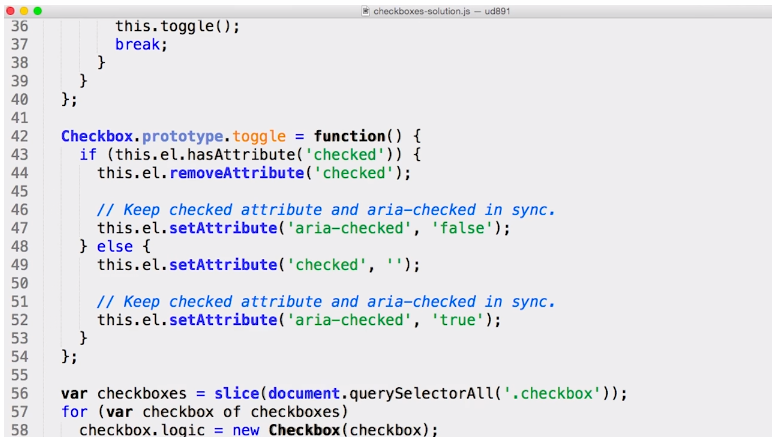 checkboxes-solution.js — ud891
36 this.toggle();
37 break;
38 }
39 }
40 };
41
42 Checkbox.prototype.toggle = function() {
43 if (this.el.hasAttribute('checked')) {
44 this.el.removeAttribute('checked');
45
46 // Keep checked attribute and aria-checked in sync.
47 this.el.setAttribute('aria-checked', 'false');
48 } else {
49 this.el.setAttribute('checked', '');
50
51 // Keep checked attribute and aria-checked in sync.
52 this.el.setAttribute('aria-checked', 'true');
53 }
54 };
55
56 var checkboxes = slice(document.querySelectorAll('.checkbox'));
57 for (var checkbox of checkboxes)
58 checkbox.logic = new Checkbox(checkbox);